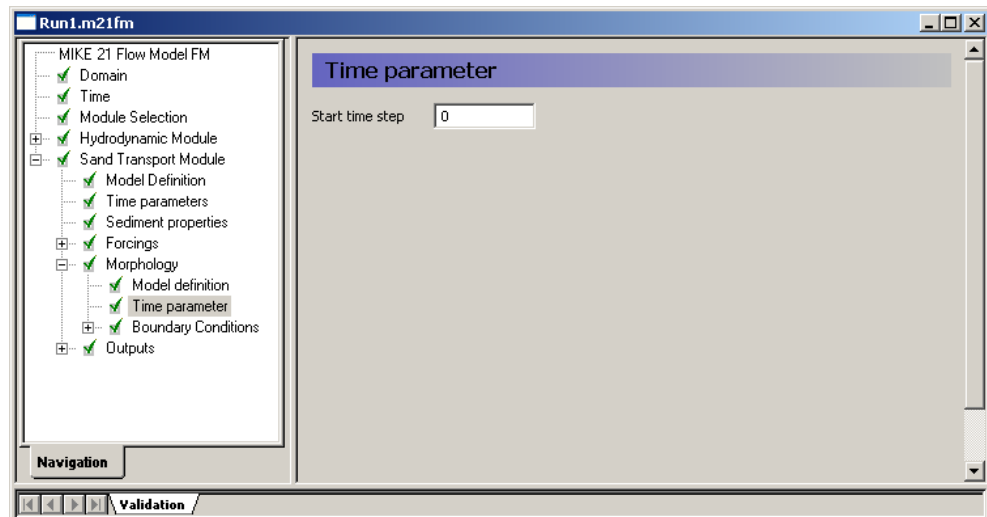 Run1.m21fm
MIKE 21 Flow Model FM
Domain
Time
Module Selection
Hydrodynamic Module
Sand Transport Module
Model Definition
Time parameters
Sediment properties
Forcings
Morphology
Model definition
Time parameter
Boundary Conditions
Outputs
Navigation
Time parameter
Start time step 0
Validation